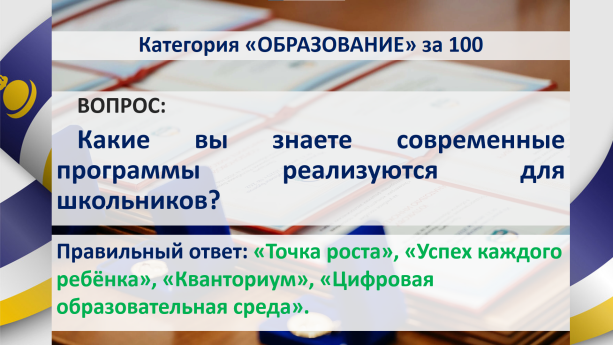 Категория «ОБРАЗОВАНИЕ» за 100
ВОПРОС:
Какие вы знаете современные
программы реализуются для
школьников?
Правильный ответ: «Точка роста», «Успех каждого
ребёнка», «Кванториум», «Цифровая
образовательная среда».